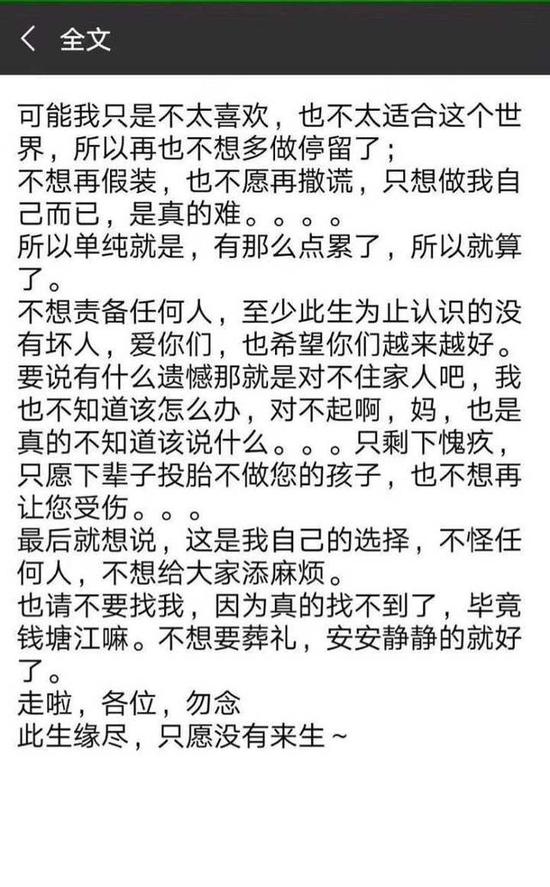 全文
可能我只是不太喜欢，也不太适合这个世
界，所以再也不想多做停留了；
不想再假装，也不愿再撒谎，只想做我自
己而已，是真的难。。。。
所以单纯就是，有那么点累了，所以就算
了。
不想责备任何人，至少此生为止认识的没
有坏人，爱你们，也希望你们越来越好。
要说有什么遗憾那就是对不住家人吧，我
也不知道该怎么办，对不起啊，妈，也是
真的不知道该说什么。。。只剩下愧疚，
只愿下辈子投胎不做您的孩子，也不想再
让您受伤。。。
最后就想说，这是我自己的选择，不怪任
何人，不想给大家添麻烦。
也请不要找我，因为真的找不到了，毕竟
钱塘江嘛。不想要葬礼，安安静静的就好
了。
走啦，各位，勿念
此生缘尽，只愿没有来生～